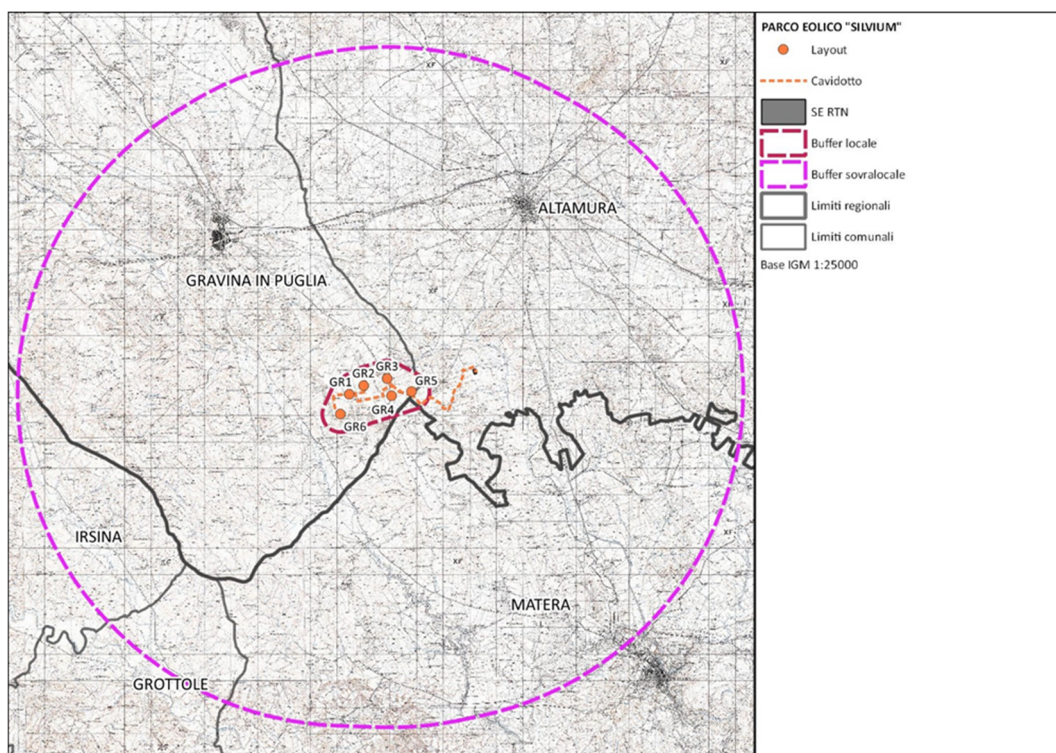 PARCO EOLICO "SILVIUM"
Layout
Cavidotto
SE RTN
Buffer locale
Buffer sovralocale
Limiti regionali
Limiti comunali
Base IGM 1:25000
ALTAMURA
GRAVINA IN PUGLIA
GR3
GR2
GR1
GR5
GR4
GR6
IRSINA
MATERA
GROTTOLE